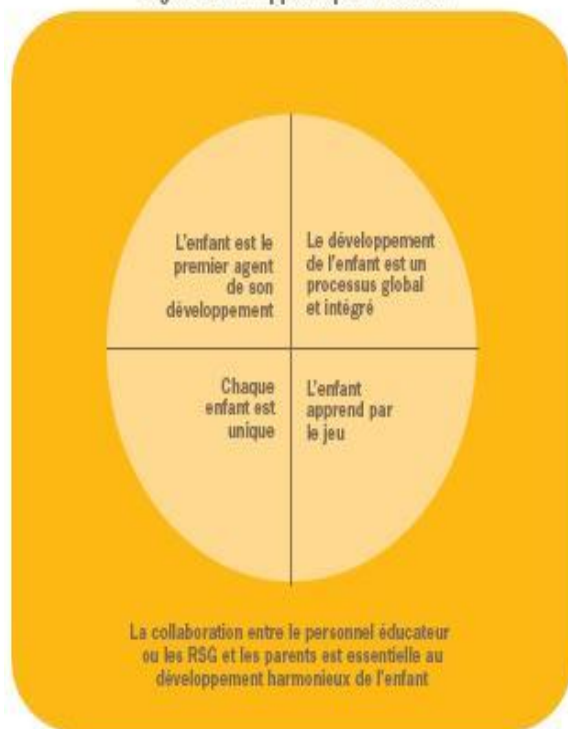 L'enfant est le
premier agent
de son
développement
Le développement
de l'enfant est un
processus global
et intégré
Chaque
enfant est
unique
L'enfant
apprend par
le jeu
La collaboration entre le personnel éducateur
ou les RSG et les parents est essentielle au
développement harmonieux de l'enfant